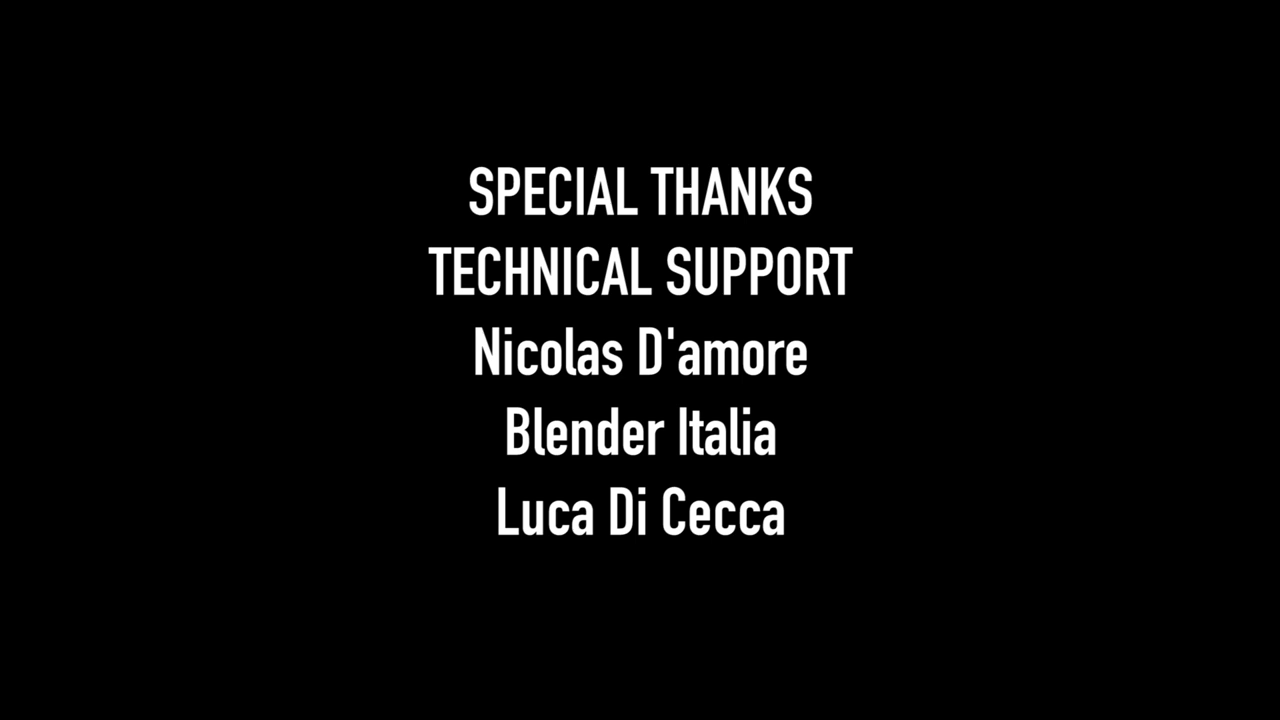 SPECIAL THANKS
TECHNICAL SUPPORT
Nicolas D'amore
Blender Italia
Luca Di Cecca